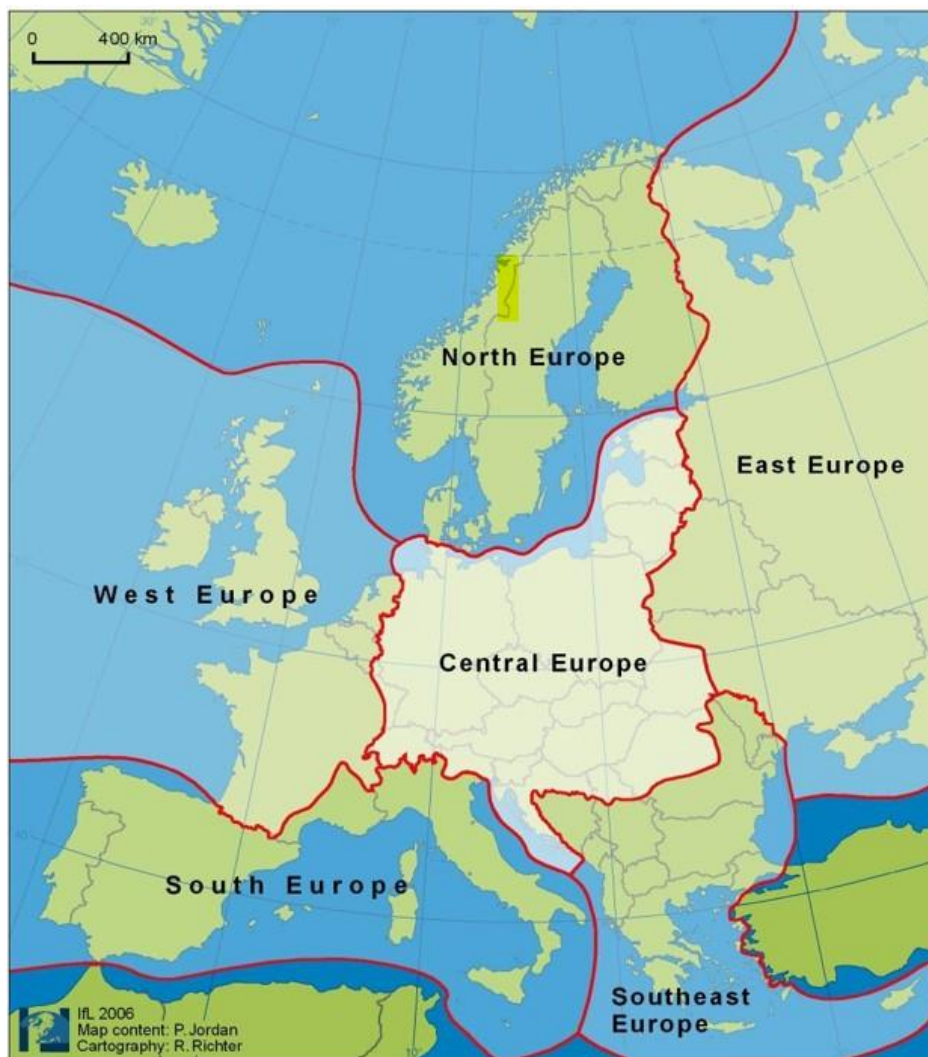 0 400 km
North Europe
East Europe
West Europe
Central Europe
South Europe
Southeast
Europe
IfL 2006
Map content: P. Jordan
Cartography: R. Richter
10°